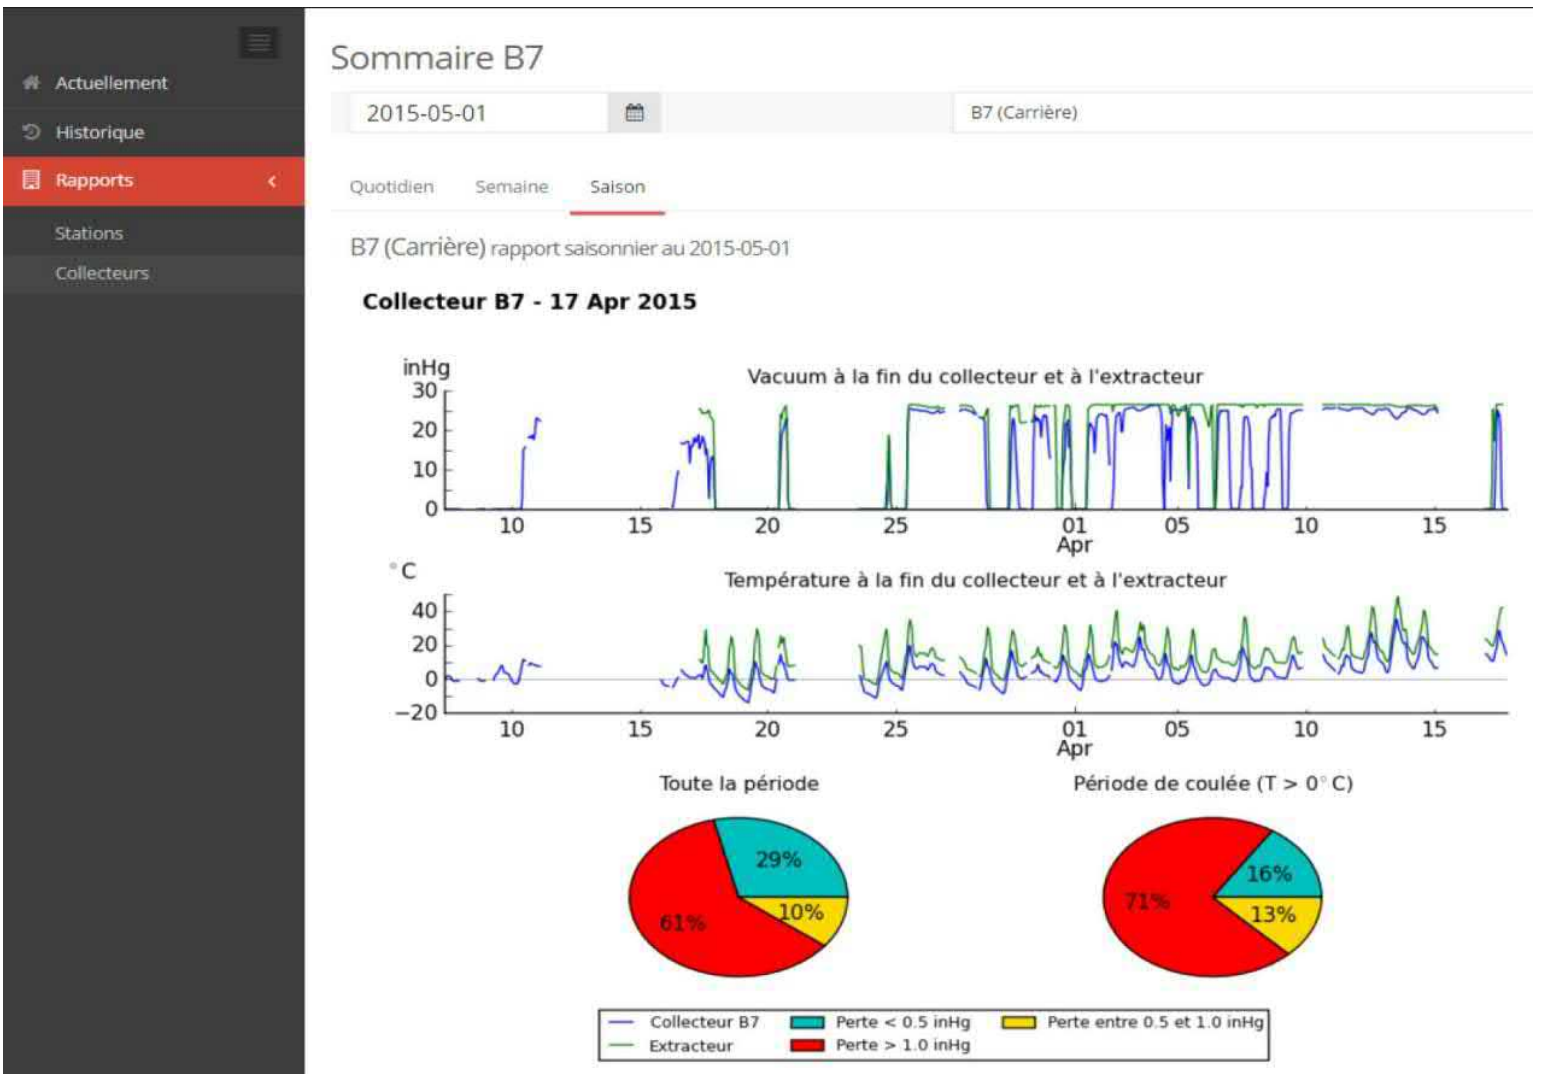 Sommaire B7
Actuellement
2015-05-01
B7 (Carrière)
Historique
Rapports
Quotidien Semaine Saison
Stations
B7 (Carrière) rapport saisonnier au 2015-05-01
Collecteurs
Collecteur B7 - 17 Apr 2015
inHg
Vacuum à la fin du collecteur et à l'extracteur
30
20
10
0
10 15 20 25 01 05 10 15
Apr
°C
Température à la fin du collecteur et à l'extracteur
40
20
0
−20
10 15 20 25 01 05 10 15
Apr
Toute la période
Période de coulée (T > 0°C)
29%
61%
10%
16%
71%
13%
Collecteur B7
Perte < 0.5 inHg
Perte entre 0.5 et 1.0 inHg
Extracteur
Perte > 1.0 inHg